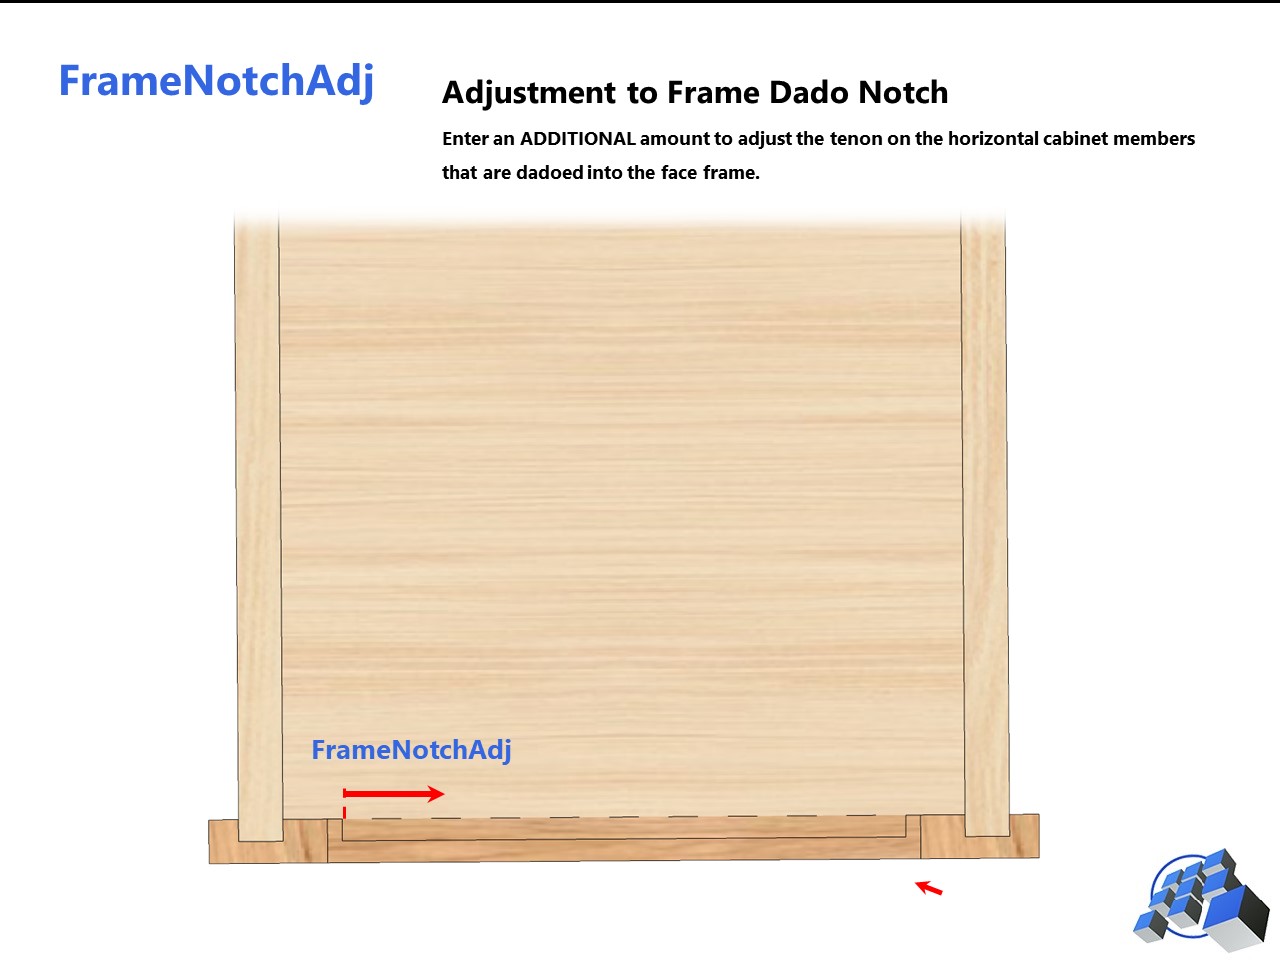 FrameNotchAdj
Adjustment to Frame Dado Notch
Enter an ADDITIONAL amount to adjust the tenon on the horizontal cabinet members
that are dadoed into the face frame.
FrameNotchAdj